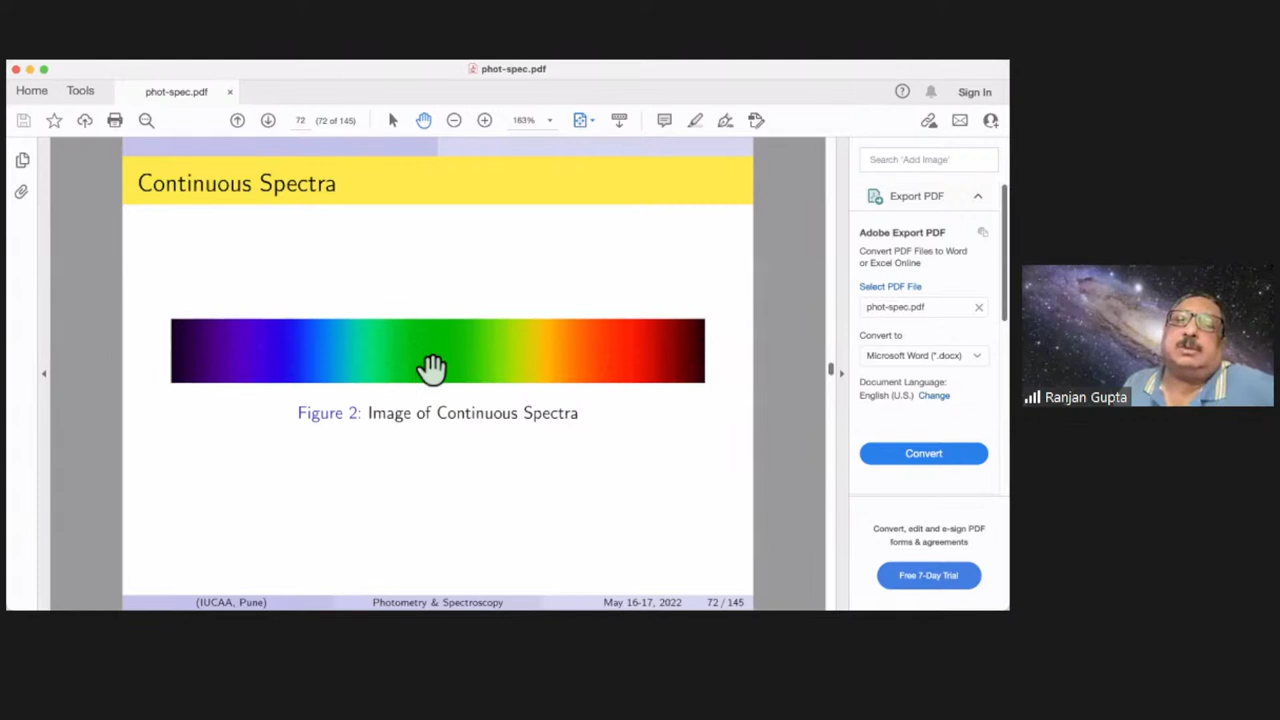 phot-spec.pdf
Home
Tools
phot-spec.pdf
×
Sign In
72
(72 of 145)
163%
Continuous Spectra
Figure 2: Image of Continuous Spectra
(IUCAA, Pune)
Photometry & Spectroscopy
May 16-17, 2022
72 / 145
Search 'Add Image'
Export PDF
Adobe Export PDF
Convert PDF Files to Word
or Excel Online
Select PDF File
phot-spec.pdf
Convert to
Microsoft Word (*.docx)
Document Language:
English (U.S.) Change
Convert
Convert, edit and e-sign PDF
forms & agreements
Free 7-Day Trial
Ranjan Gupta